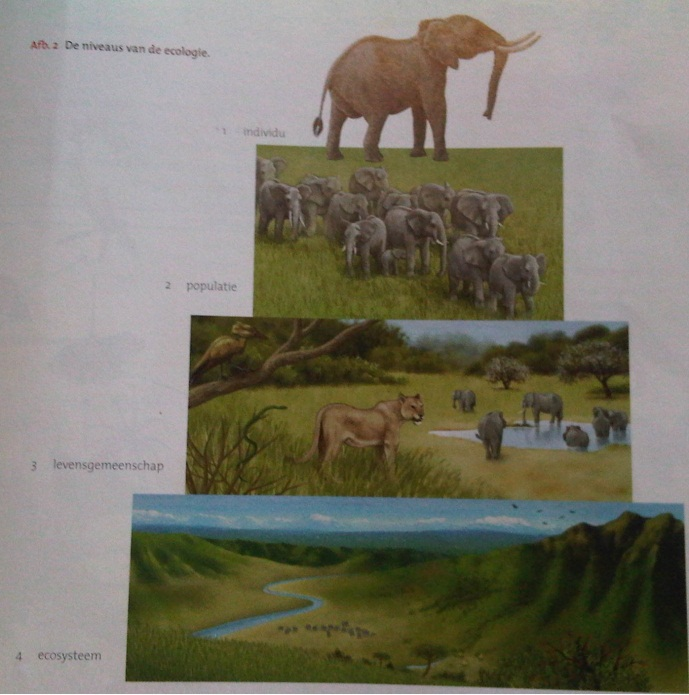 Afb. 2 De niveaus van de ecologie.
1 individu
2 populatie
3 levensgemeenschap
4 ecosysteem